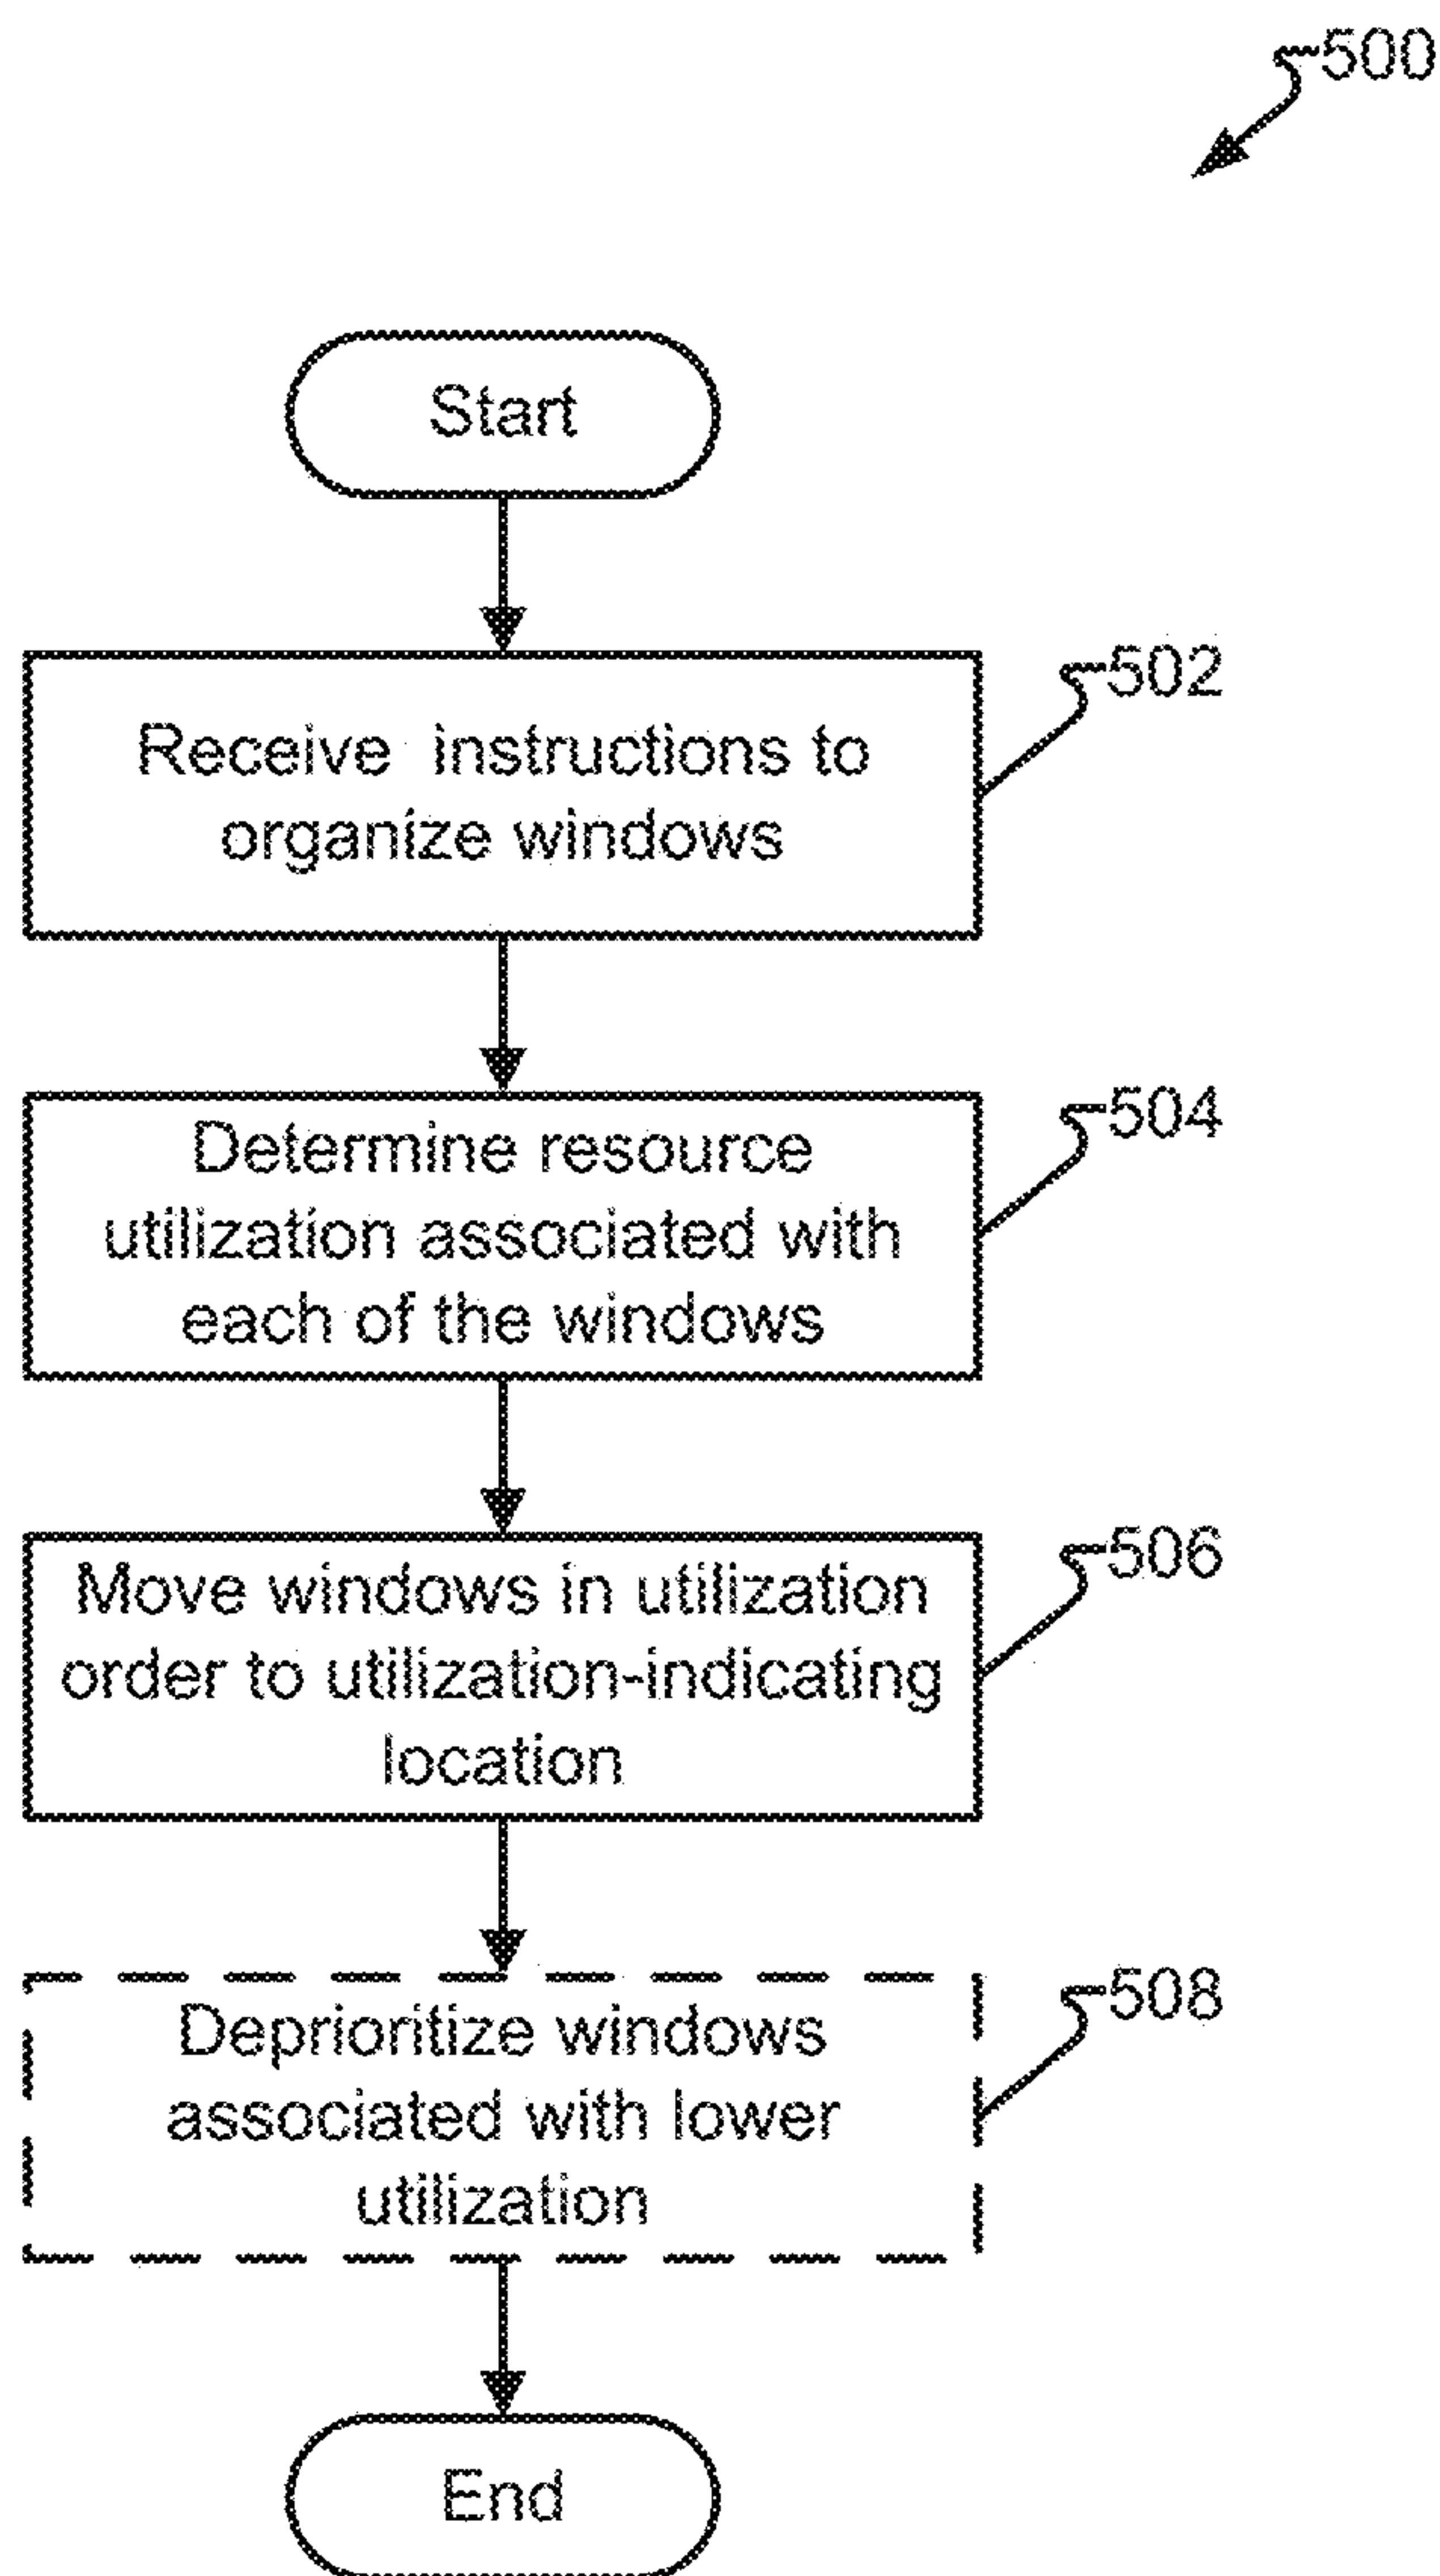 500
Start
502
Receive instructions to
organize windows
504
Determine resource
utilization associated with
each of the windows
506
Move windows in utilization
order to utilization-indicating
location
508
Deprioritize windows
associated with lower
utilization
End